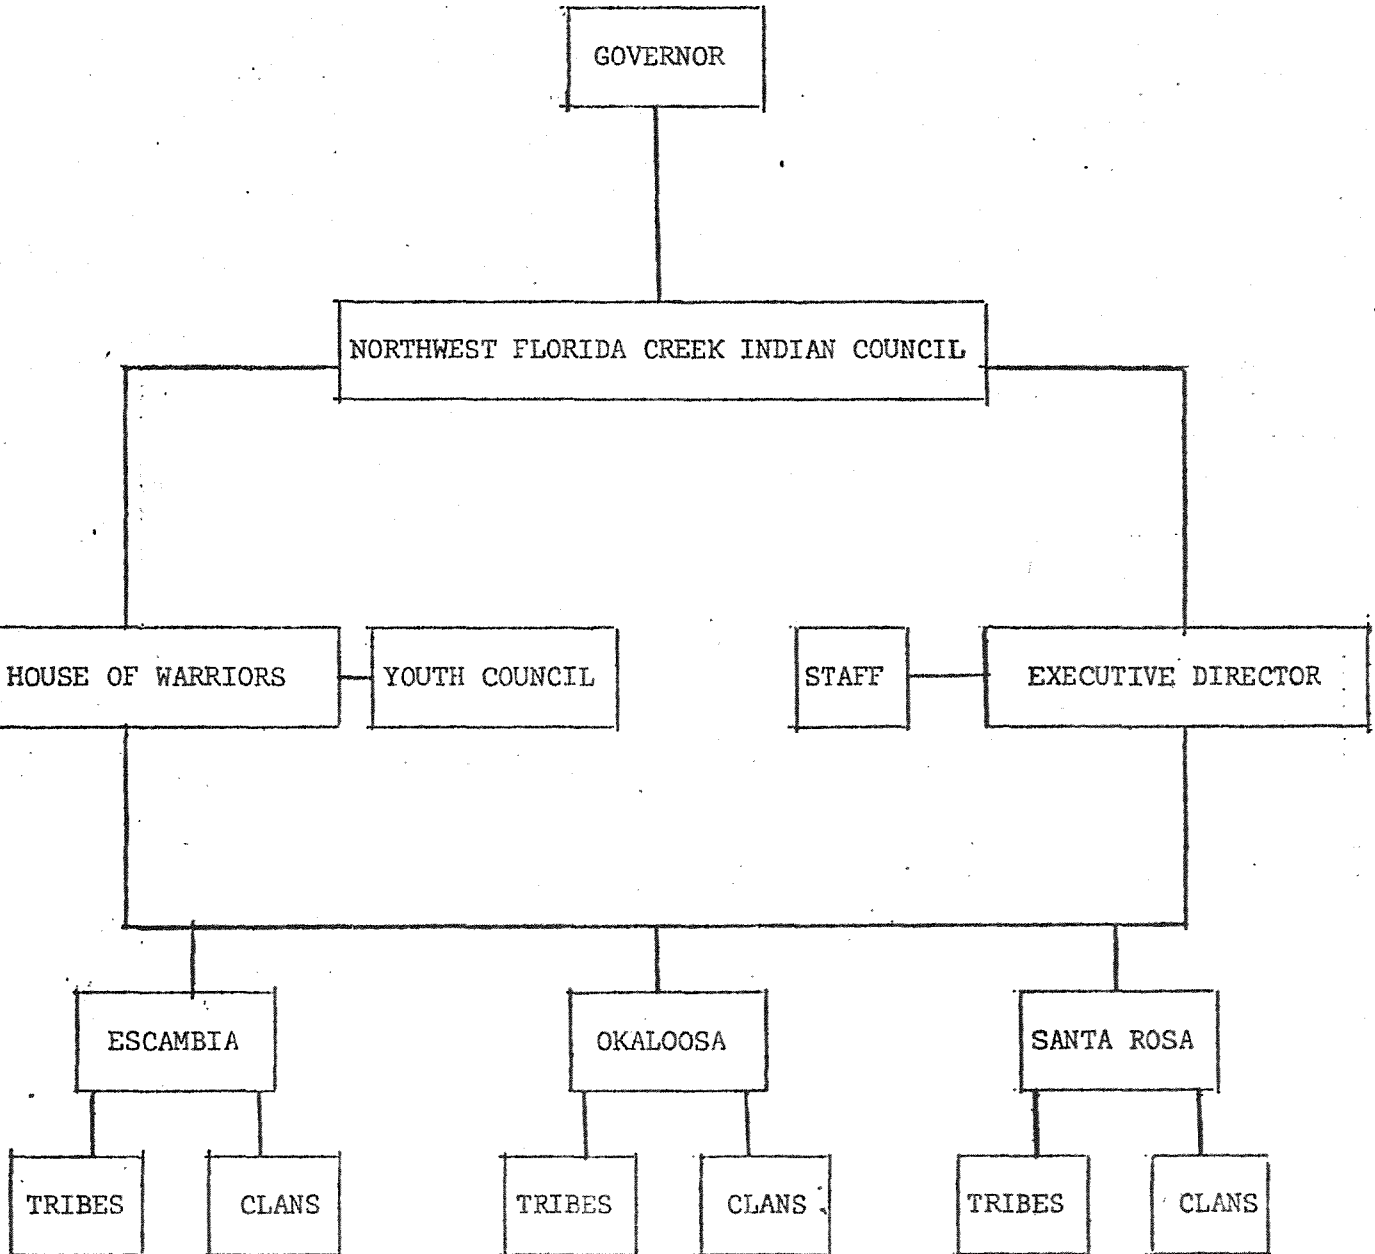 GOVERNOR
NORTHWEST FLORIDA CREEK INDIAN COUNCIL
HOUSE OF WARRIORS
YOUTH COUNCIL
STAFF
EXECUTIVE DIRECTOR
ESCAMBIA
OKALOOSA
SANTA ROSA
TRIBES
CLANS
TRIBES
CLANS
TRIBES
CLANS